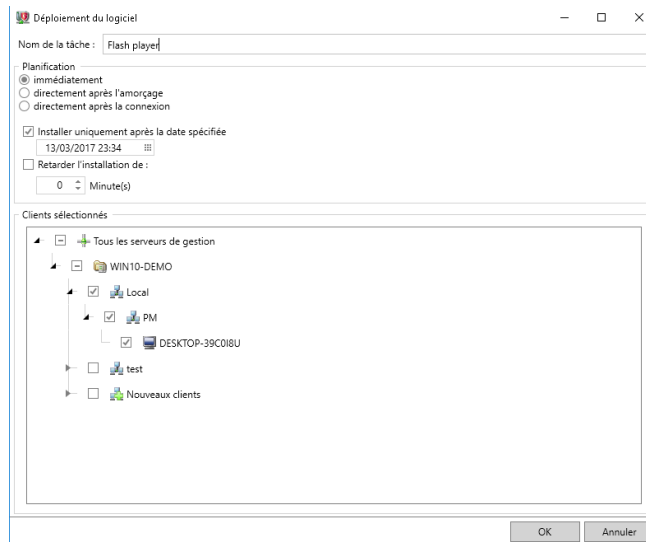 Déploiement du logiciel
Nom de la tâche : Flash player
Planification
immédiatement
directement après l'amorçage
directement après la connexion
Installer uniquement après la date spécifiée
13/03/2017 23:34
Retarder l'installation de :
0 Minute(s)
Clients sélectionnés
Tous les serveurs de gestion
WIN10-DEMO
Local
PM
DESKTOP-39C0I8U
test
Nouveaux clients
OK Annuler